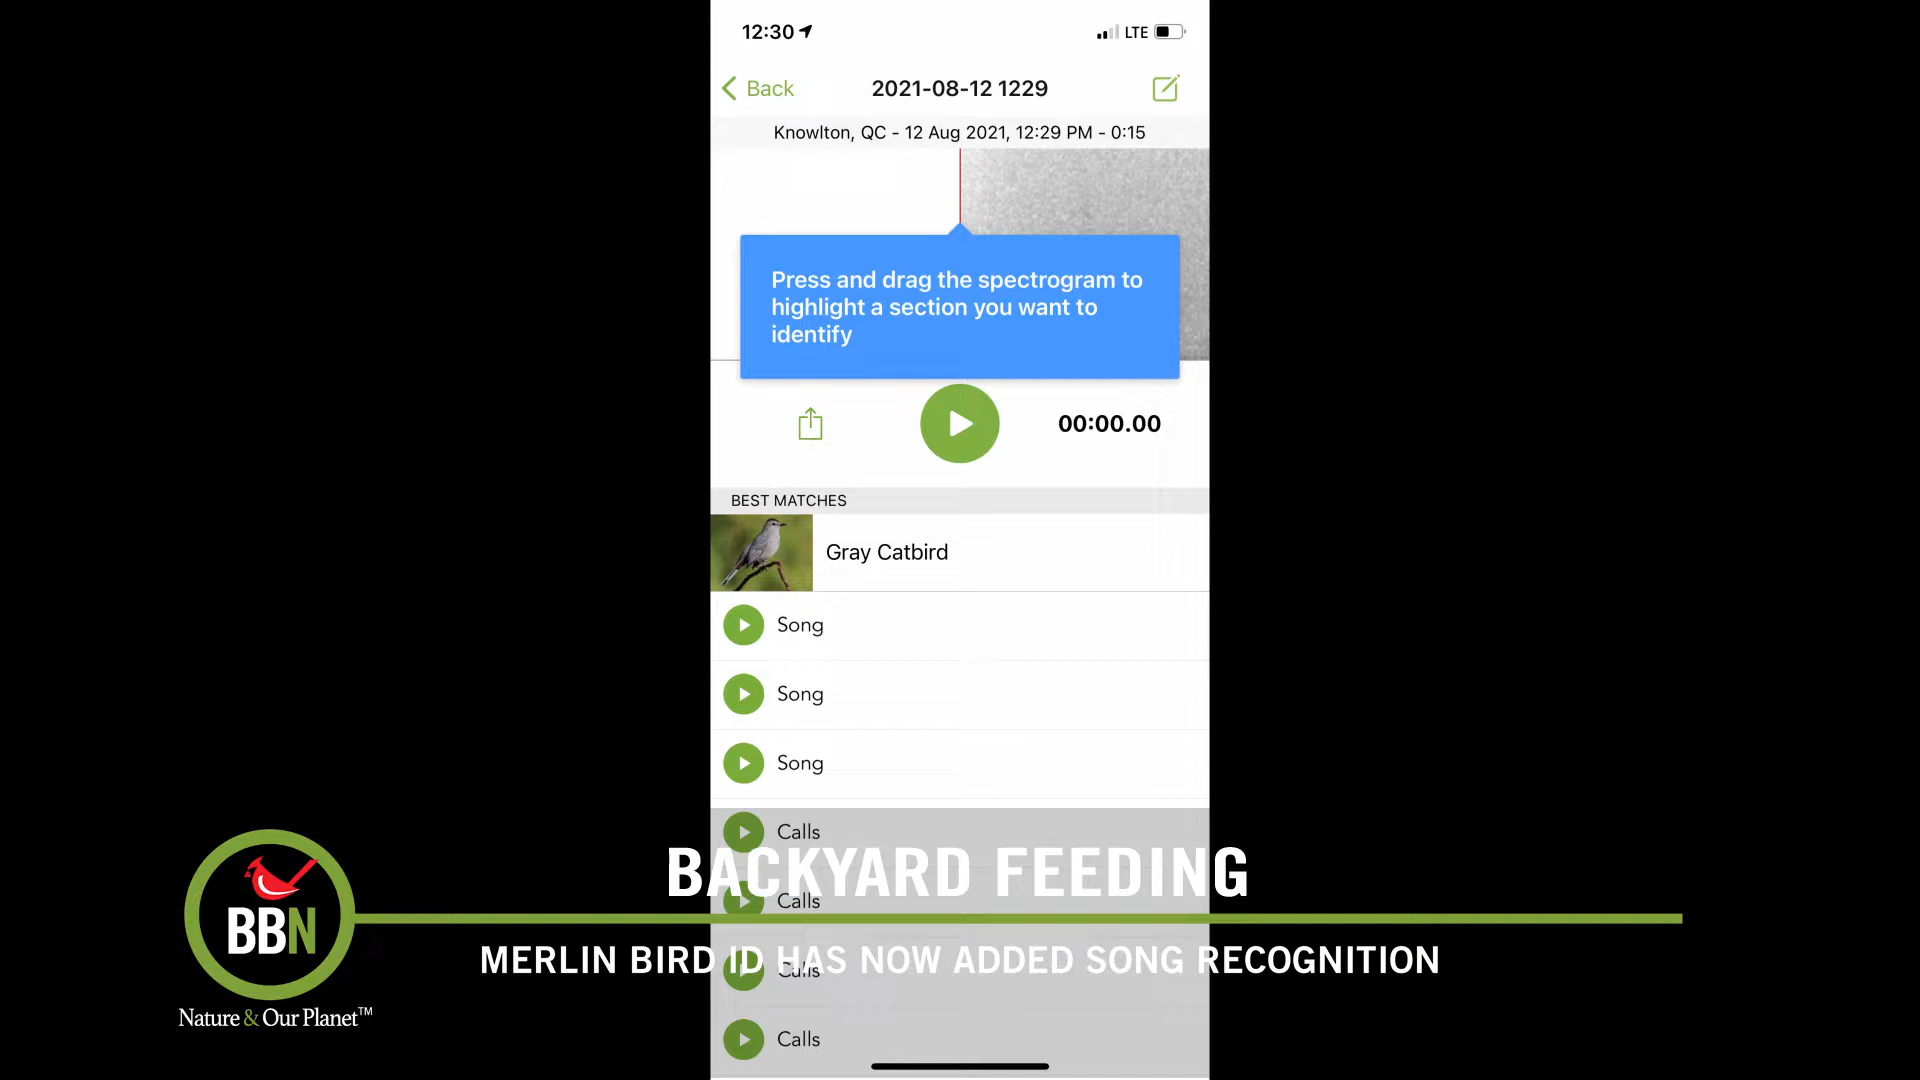 12:30
LTE
Back
2021-08-12 1229
Knowlton, QC - 12 Aug 2021, 12:29 PM - 0:15
Press and drag the spectrogram to
highlight a section you want to
identify
00:00.00
BEST MATCHES
Gray Catbird
Song
Song
Song
Calls
BACKYARD FEEDING
Calls
BBN
MERLIN BIRD ID HAS NOW ADDED SONG RECOGNITION
Calls
Nature & Our Planet™
Calls